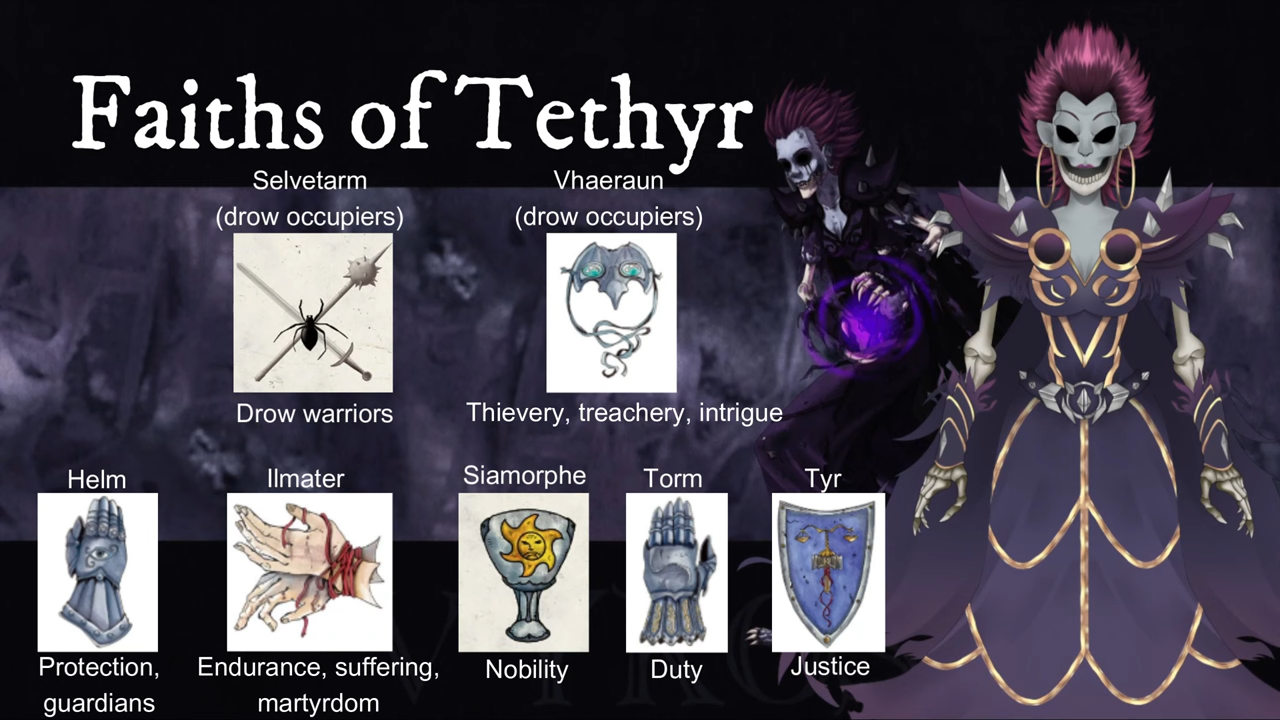 Faiths of Tethyr
Selvetarm
(drow occupiers)
Vhaeraun
(drow occupiers)
Drow warriors
Thievery, treachery, intrigue
Helm
Ilmater
Siamorphe
Torm
Tyr
Protection,
guardians
Endurance, suffering,
martyrdom
Nobility
Duty
Justice